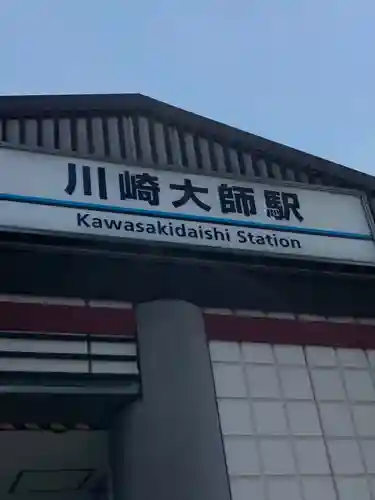 川崎大師駅
Kawasakidaishi Station